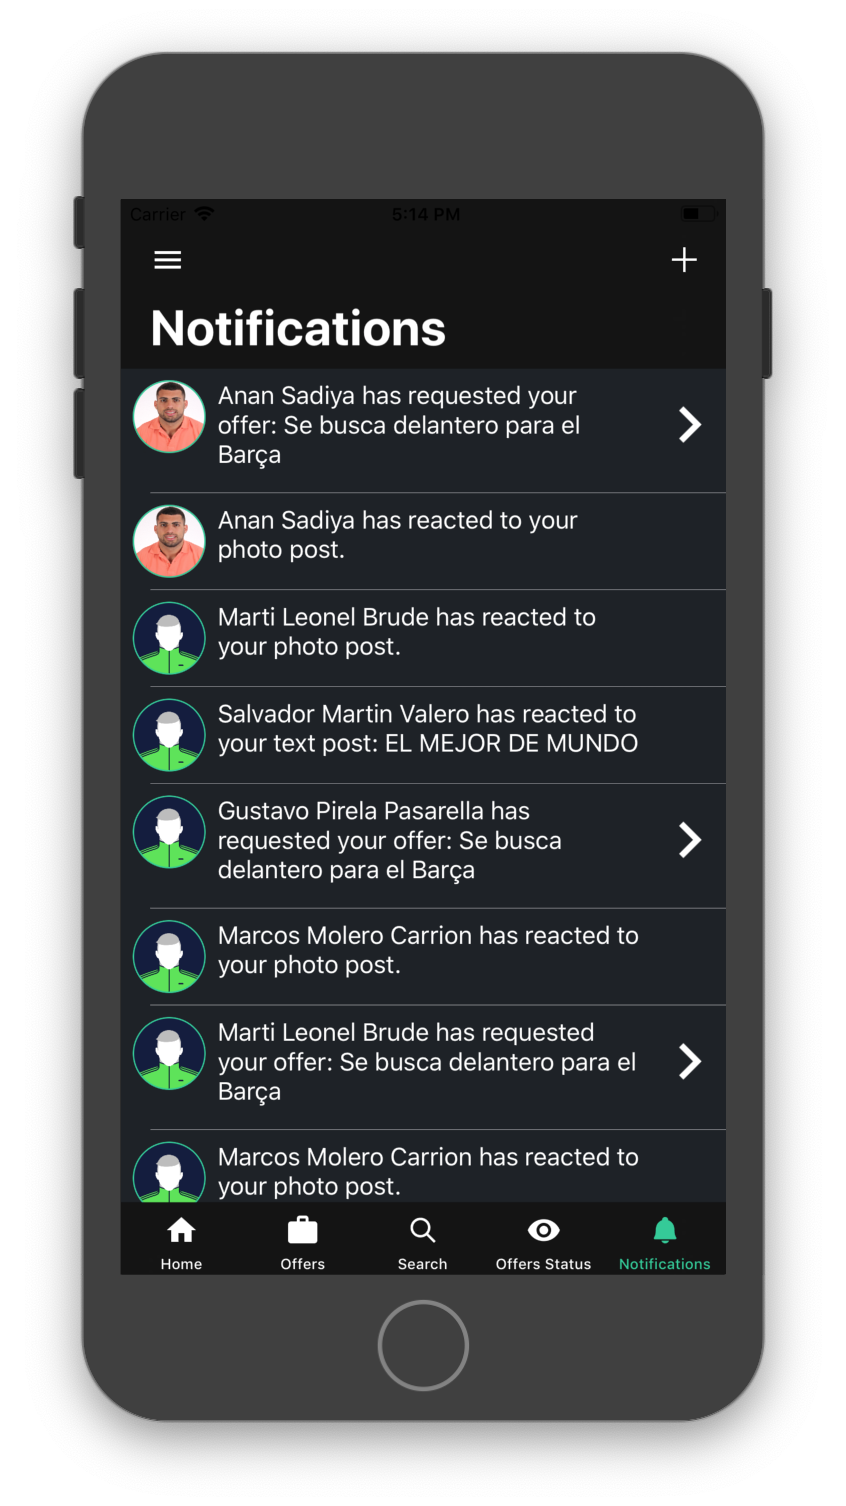 Carrier 5:14 PM
Notifications
Anan Sadiya has requested your
offer: Se busca delantero para el
Barça
Anan Sadiya has reacted to your
photo post.
Marti Leonel Brude has reacted to
your photo post.
Salvador Martin Valero has reacted to
your text post: EL MEJOR DE MUNDO
Gustavo Pirela Pasarella has
requested your offer: Se busca
delantero para el Barça
Marcos Molero Carrion has reacted to
your photo post.
Marti Leonel Brude has requested
your offer: Se busca delantero para el
Barça
Marcos Molero Carrion has reacted to
your photo post.
Home Offers Search Offers Status Notifications